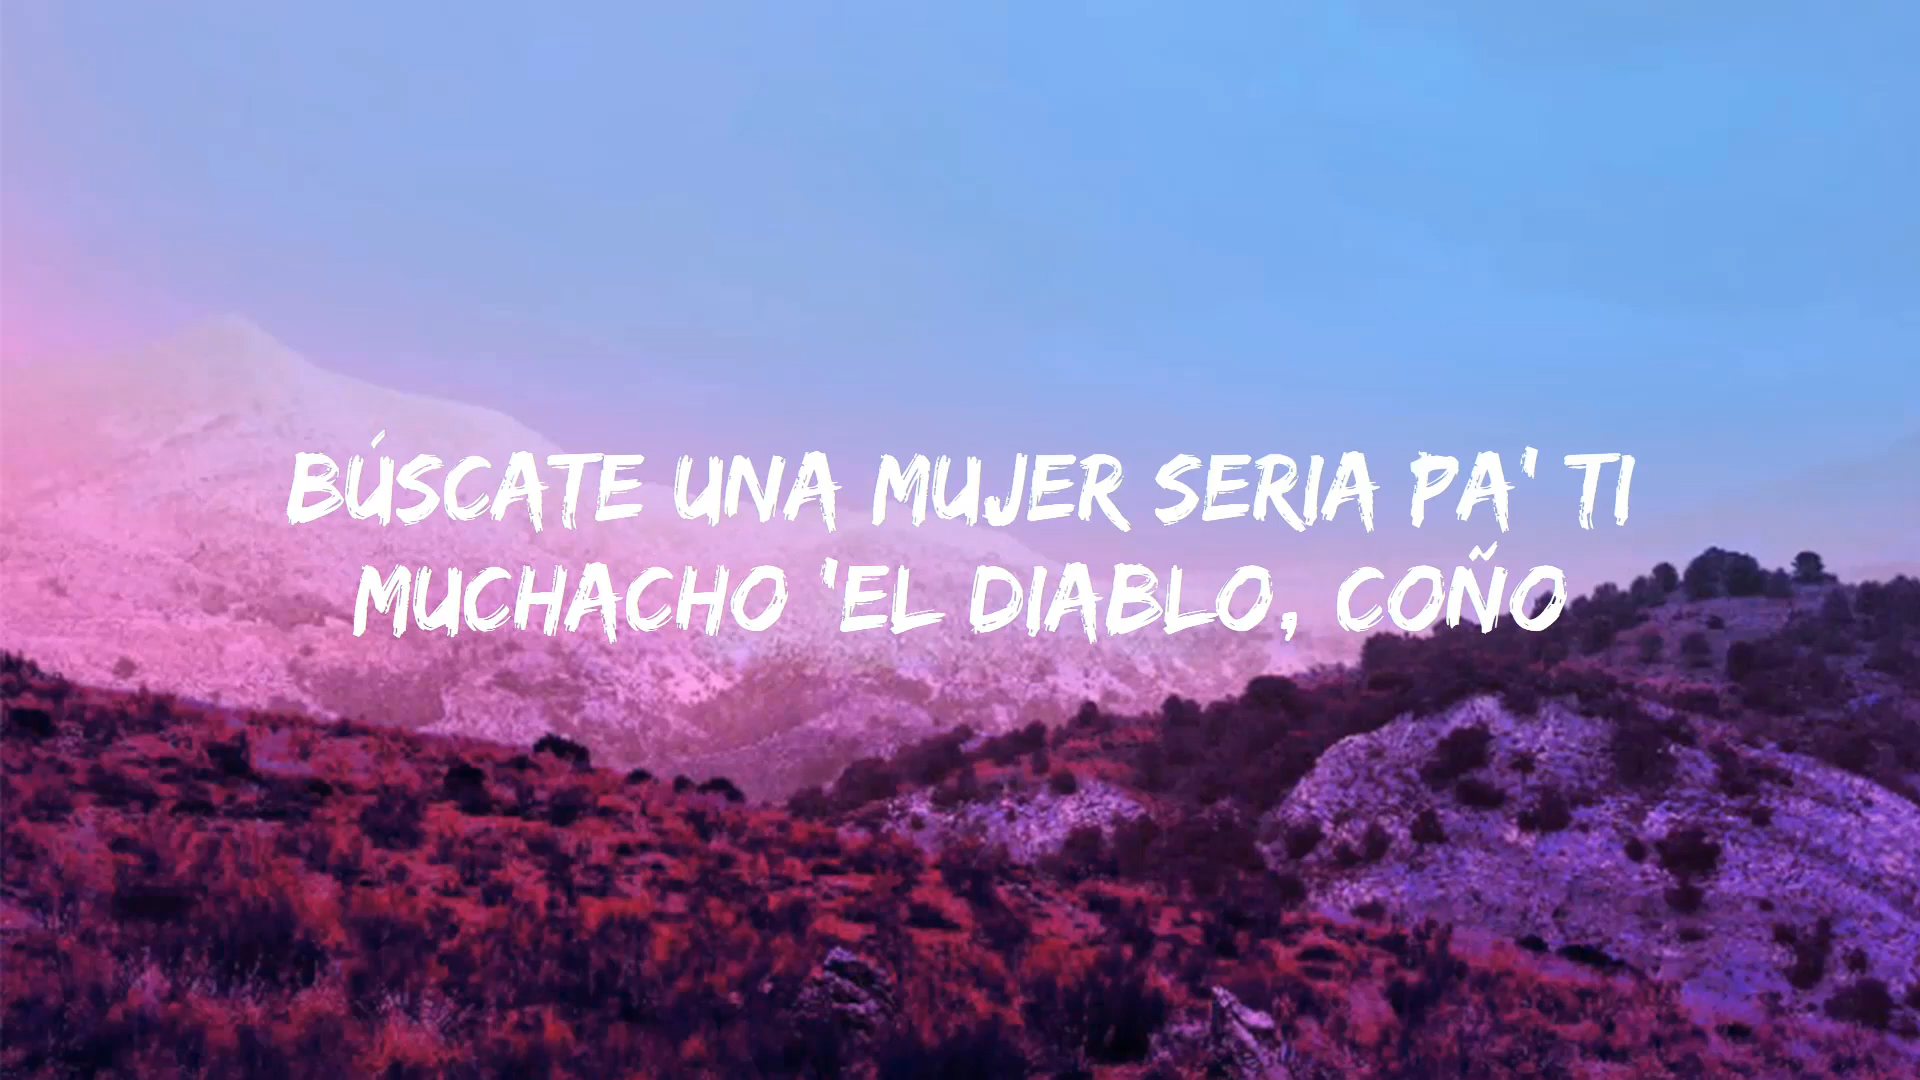 BÚSCATE UNA MUJER SERIA PA' TI
MUCHACHO 'EL DIABLO, COÑO